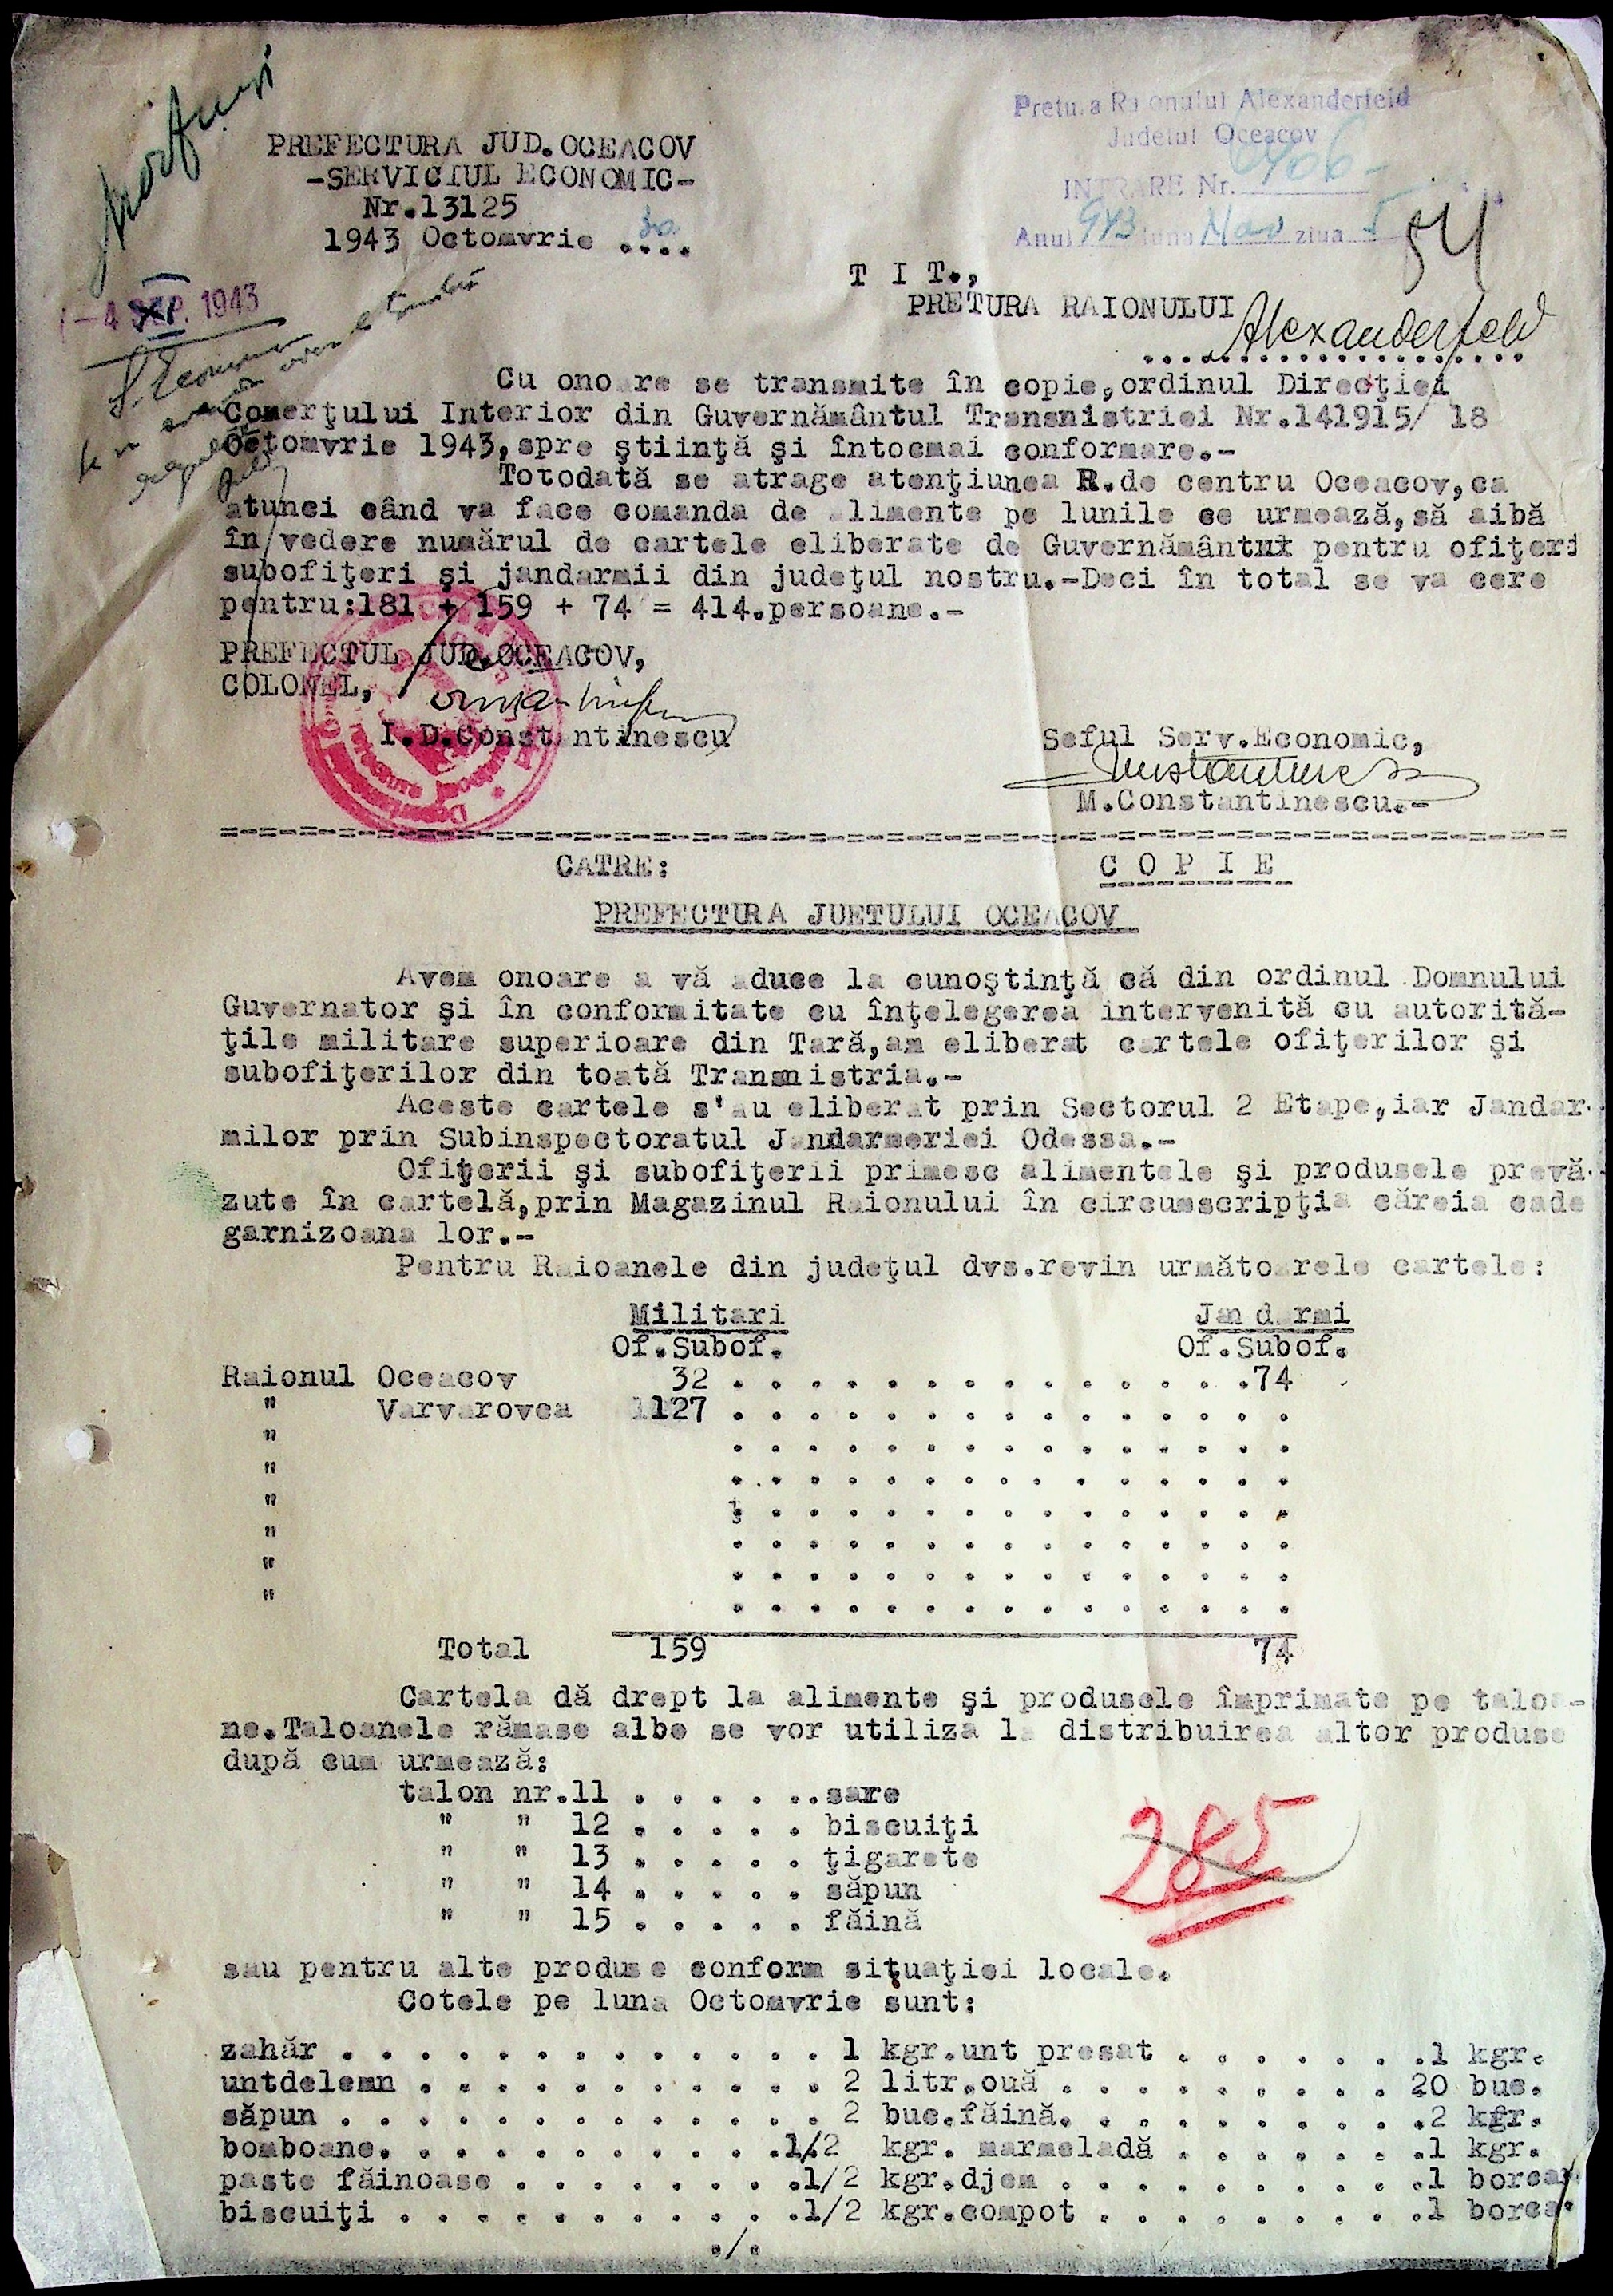 Mărfuri
PREFECTURA JUD.OCEACOV
-SERVICIUL ECONOMIC-
Nr.13125
1943 Octomvrie 30
Pretura Raionului Alexanderfeld
Judeţul Oceacov
INTRARE Nr. 6406
Anul 943 luna Nov ziua 5
54
- 4 SEP. 1943
S. Economic
T I T.,
PRETURA RAIONULUI Alexanderfeld
Cu onoare se transmite în copie,ordinul Direcţiei
Comerţului Interior din Guvernământul Transnistriei Nr.141915/ 18
Octomvrie 1943,spre ştiinţă şi întocmai conformare.-
Totodată se atrage atenţiunea R.de centru Oceacov,ca
atunci când va face comanda de alimente pe lunile ce urmează,să aibă
în vedere numărul de cartele eliberate de Guvernământ pentru ofiţeri
subofiţeri şi jandarmii din judeţul nostru.-Deci în total se va cere
pentru:181 + 159 + 74 = 414.persoane.-
PREFECTUL JUD.OCEACOV,
COLONEL,
I.D.Constantinescu
Seful Serv.Economic,
M.Constantinescu.-
CATRE: C O P I E
PREFECTURA JUETULUI OCEACOV
Avem onoare a vă aduce la cunoştinţă că din ordinul Domnului
Guvernator şi în conformitate cu înţelegerea intervenită cu autorită-
ţile militare superioare din Tară,am eliberat cartele ofiţerilor şi
subofiţerilor din toată Transnistria.-
Aceste cartele s'au eliberat prin Sectorul 2 Etape,iar Jandar-
milor prin Subinspectoratul Jandarmeriei Odessa.-
Ofiţerii şi subofiţerii primesc alimentele şi produsele prevă-
zute în cartelă,prin Magazinul Raionului în circumscripţia căreia cade
garnizoana lor.-
Pentru Raioanele din judeţul dvs.revin următoarele cartele:
Militari Jandarmi
Of.Subof. Of.Subof.
Raionul Oceacov 32 . . . . . . . . . . . . . . 74
" Varvarovca 1127 . . . . . . . . . . . . . . .
" . . . . . . . . . . . . . . .
" . . . . . . . . . . . . . . .
" . . . . . . . . . . . . . . .
" . . . . . . . . . . . . . . .
" . . . . . . . . . . . . . . .
" . . . . . . . . . . . . . . .
Total 159 74
Cartela dă drept la alimente şi produsele împrimate pe taloa-
ne.Taloanele rămase albe se vor utiliza la distribuirea altor produse
după cum urmează:
talon nr.11 . . . . . .. sare
" " 12 . . . . . biscuiţi
" " 13 . . . . . ţigarete
" " 14 . . . . . săpun
" " 15 . . . . . făină
285
sau pentru alte produse conform situaţiei locale.
Cotele pe luna Octomvrie sunt:
zahăr . . . . . . . . . . . . . 1 kgr.unt presat . . . . . . .1 kgr.
untdelemn . . . . . . . . . . . 2 litr.ouă . . . . . . . . . 20 buc.
săpun . . . . . . . . . . . . . 2 buc.făină. . . . . . . . . .2 kgr.
bomboane. . . . . . . . . . . .1/2 kgr. marmeladă . . . . . . .1 kgr.
paste făinoase . . . . . . . .1/2 kgr.djem . . . . . . . . . .1 borcan
biscuiţi . . . . . . . . . . .1/2 kgr.compot . . . . . . . . .1 borca
./.